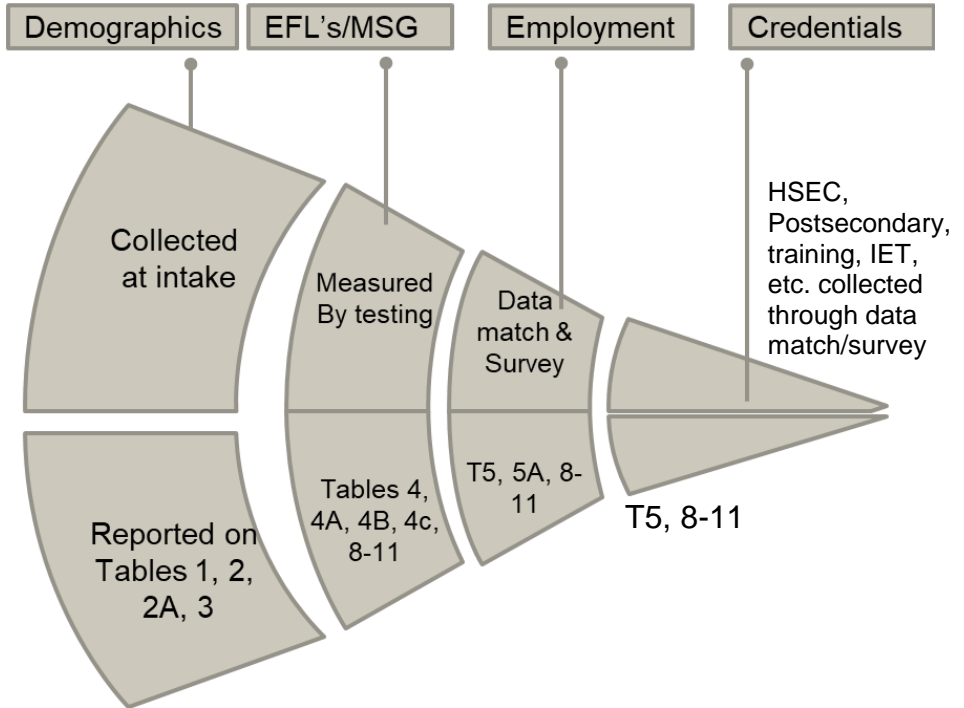 Demographics
EFL's/MSG
Employment
Credentials
Collected
at intake
Measured
By testing
Data
match &
Survey
HSEC,
Postsecondary,
training, IET,
etc. collected
through data
match/survey
Reported on
Tables 1, 2,
2A, 3
Tables 4,
4A, 4B, 4c,
8-11
T5, 5A, 8-
11
T5, 8-11